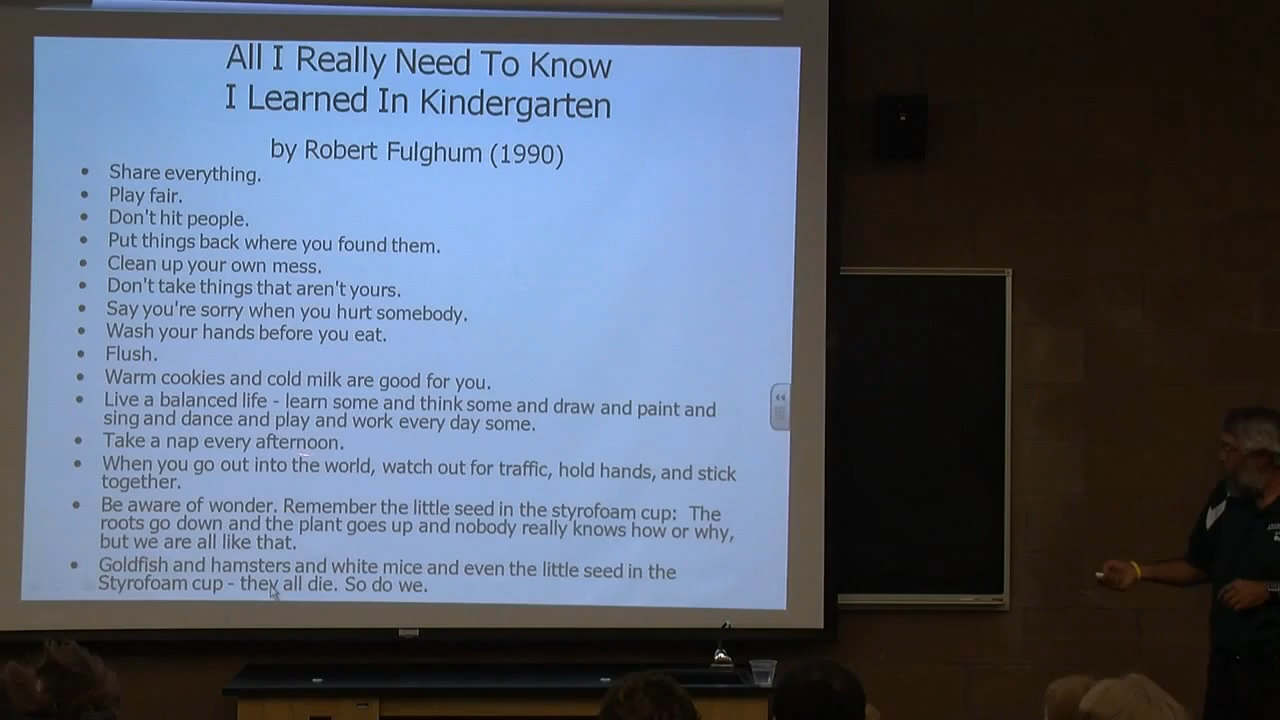 All I Really Need To Know
I Learned In Kindergarten
by Robert Fulghum (1990)
• Share everything.
• Play fair.
• Don't hit people.
• Put things back where you found them.
• Clean up your own mess.
• Don't take things that aren't yours.
• Say you're sorry when you hurt somebody.
• Wash your hands before you eat.
• Flush.
• Warm cookies and cold milk are good for you.
• Live a balanced life - learn some and think some and draw and paint and
sing and dance and play and work every day some.
• Take a nap every afternoon.
• When you go out into the world, watch out for traffic, hold hands, and stick
together.
• Be aware of wonder. Remember the little seed in the styrofoam cup: The
roots go down and the plant goes up and nobody really knows how or why,
but we are all like that.
• Goldfish and hamsters and white mice and even the little seed in the
Styrofoam cup - they all die. So do we.